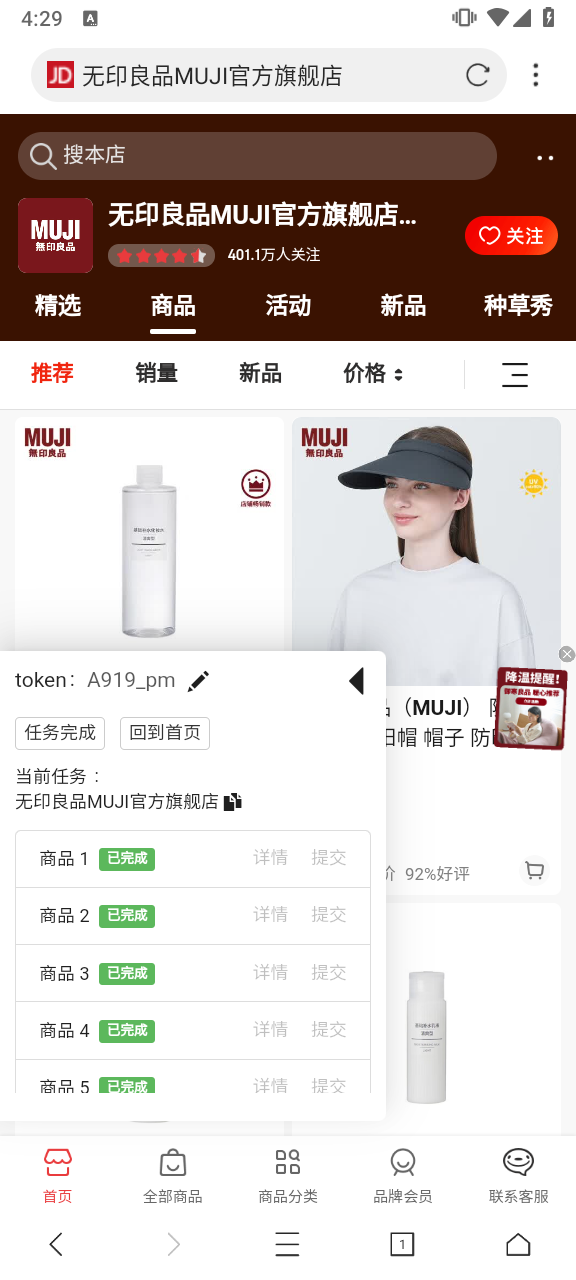 4:29
A
JD 无印良品MUJI官方旗舰店
搜本店
MUJI
無印良品
无印良品MUJI官方旗舰店...
401.1万人关注
关注
精选 商品 活动 新品 种草秀
推荐 销量 新品 价格
MUJI
無印良品
店铺畅销款
MUJI
無印良品
UV
token： A919_pm
降温提醒!
任务完成 回到首页
品（MUJI）
日帽 帽子 防
当前任务：
无印良品MUJI官方旗舰店
商品 1 已完成 详情 提交
价 92%好评
商品 2 已完成 详情 提交
商品 3 已完成 详情 提交
商品 4 已完成 详情 提交
商品 5 已完成 详情 提交
首页 全部商品 商品分类 品牌会员 联系客服
1